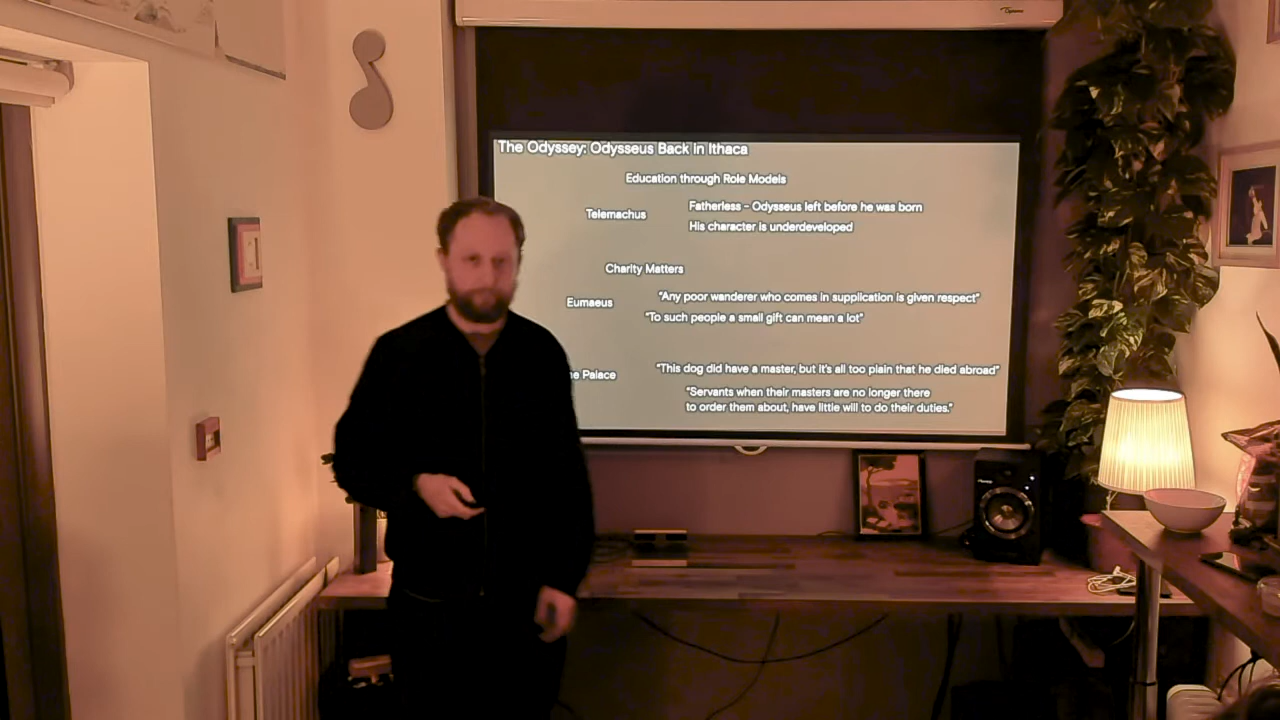 The Odyssey: Odysseus Back in Ithaca
Education through Role Models
Telemachus
Fatherless - Odysseus left before he was born
His character is underdeveloped
Charity Matters
Eumaeus
"Any poor wanderer who comes in supplication is given respect"
"To such people a small gift can mean a lot"
Palace
"This dog did have a master, but it's all too plain that he died abroad"
"Servants when their masters are no longer there
to order them about, have little will to do their duties."